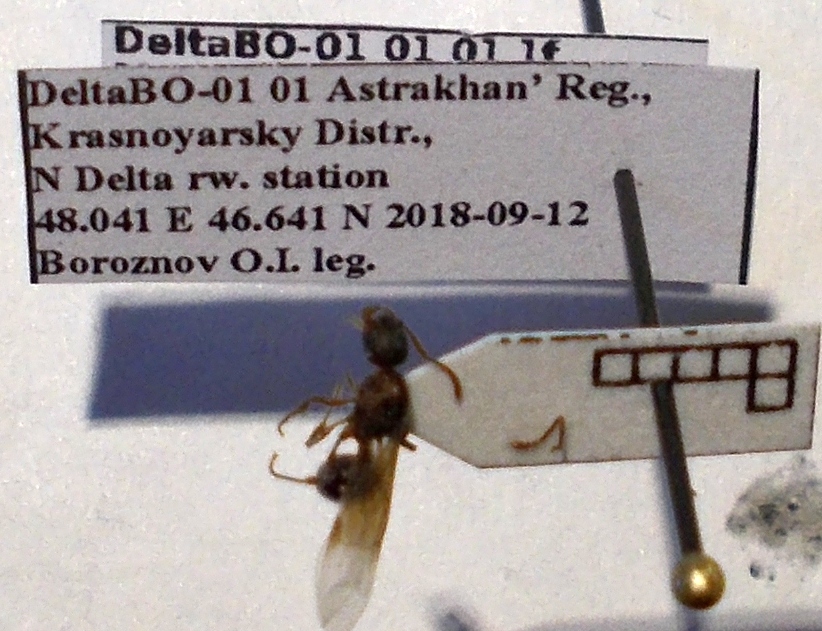 DeltaBO-01 01 01 1f
DeltaBO-01 01 Astrakhan’ Reg.,
Krasnoyarsky Distr.,
N Delta rw. station
48.041 E 46.641 N 2018-09-12
Boroznov O.I. leg.